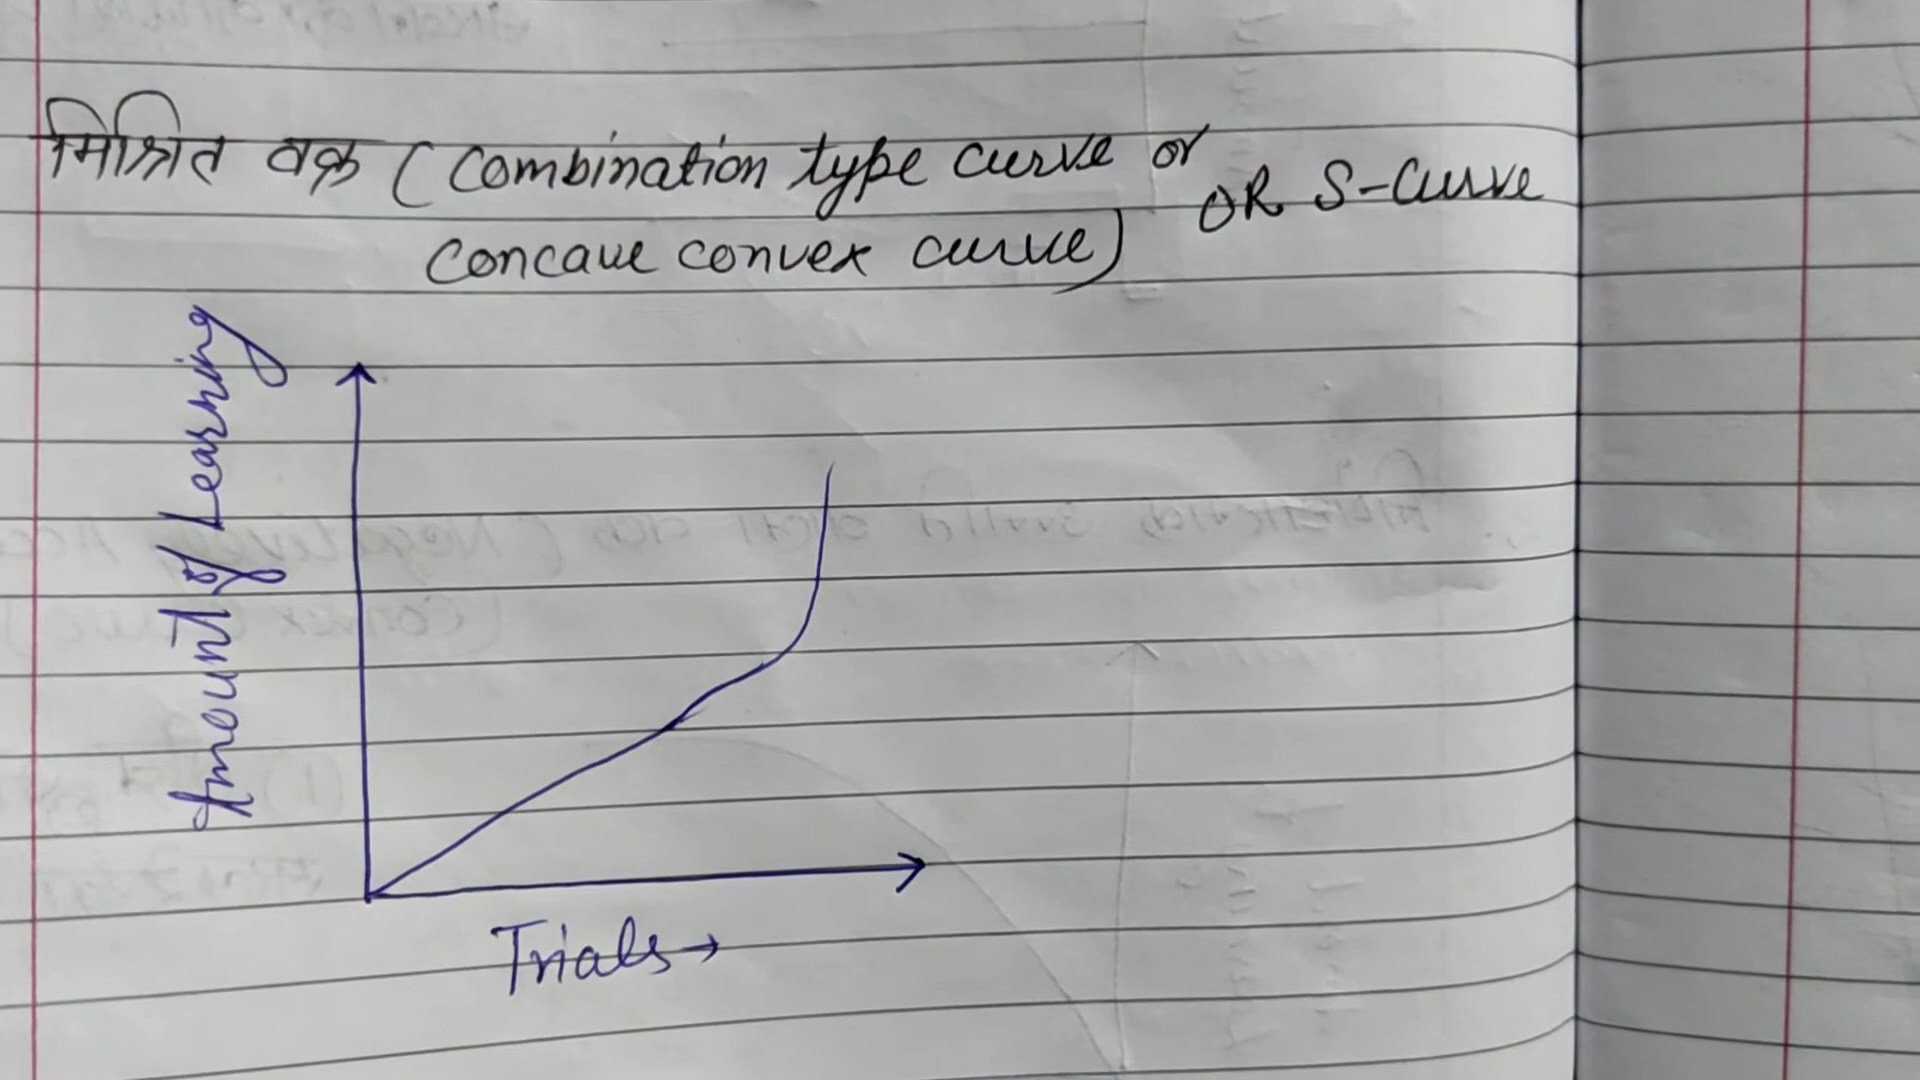 मिश्रित वक्र (Combination type curve or
OR S-Curve
Concave convex curve)
Amount of Learning
Trials→